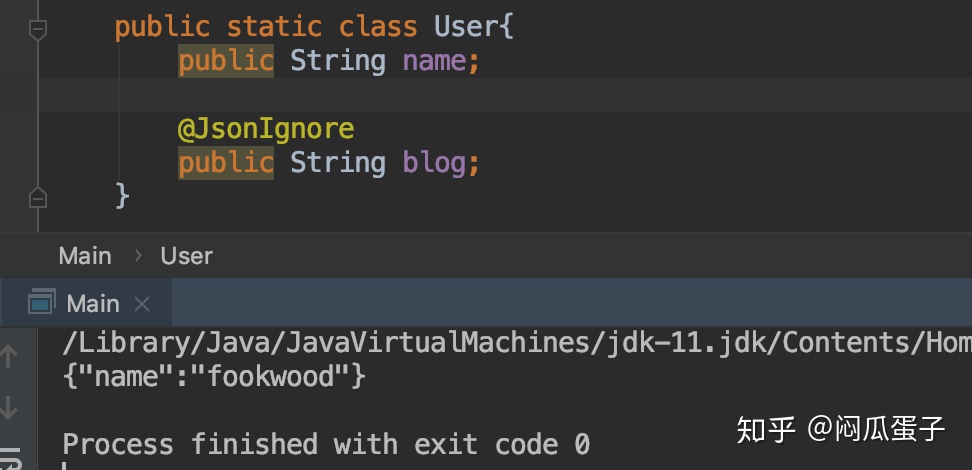 public static class User{
public String name;
@JsonIgnore
public String blog;
}
Main › User
Main ×
/Library/Java/JavaVirtualMachines/jdk-11.jdk/Contents/Hom
{"name":"fookwood"}
Process finished with exit code 0
知乎 @闷瓜蛋子